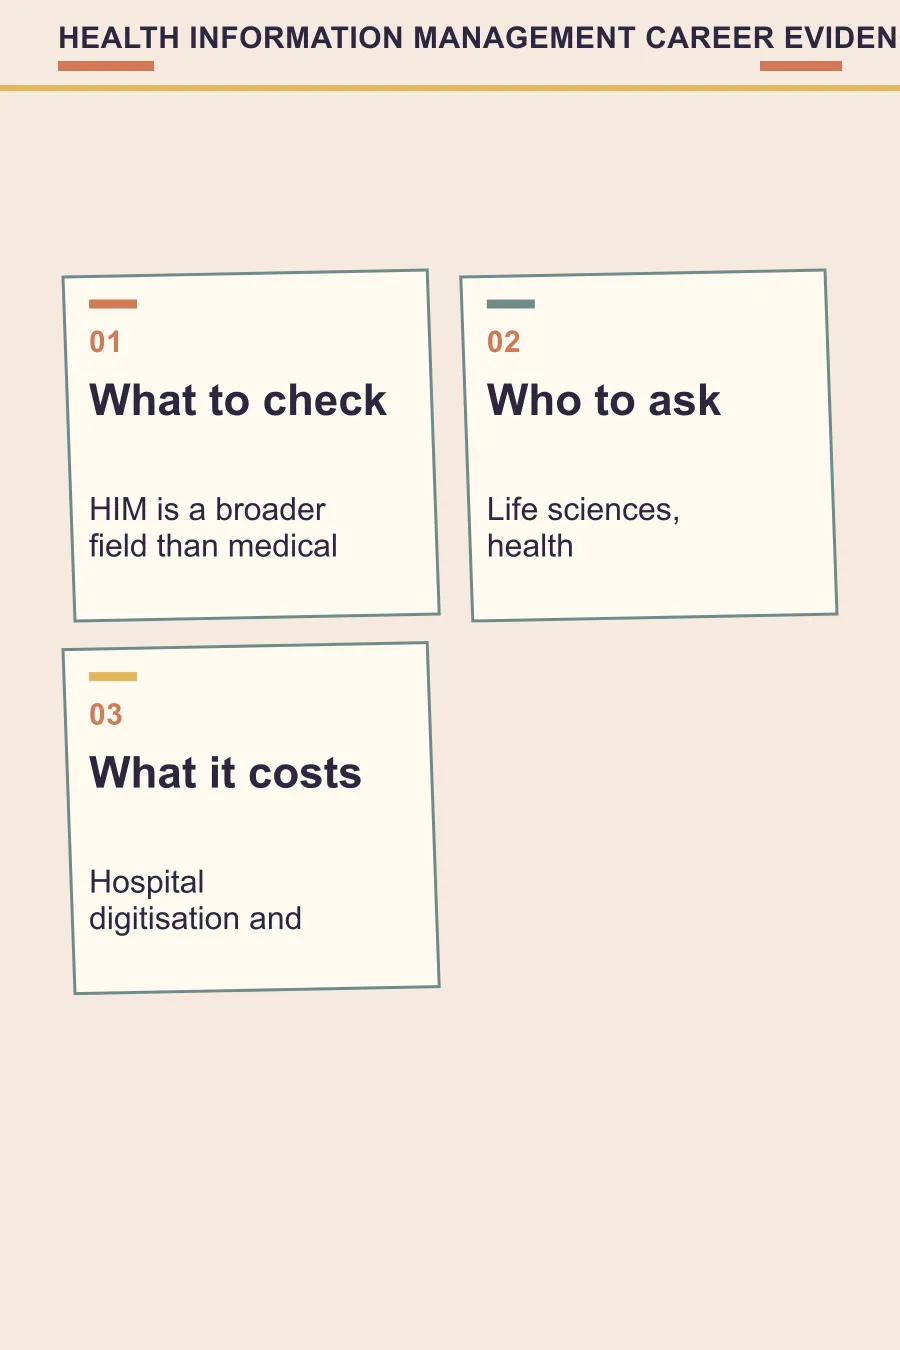 HEALTH INFORMATION MANAGEMENT CAREER
01
What to check
HIM is a broader
field than medical
02
Who to ask
Life sciences,
health
03
What it costs
Hospital
digitisation and